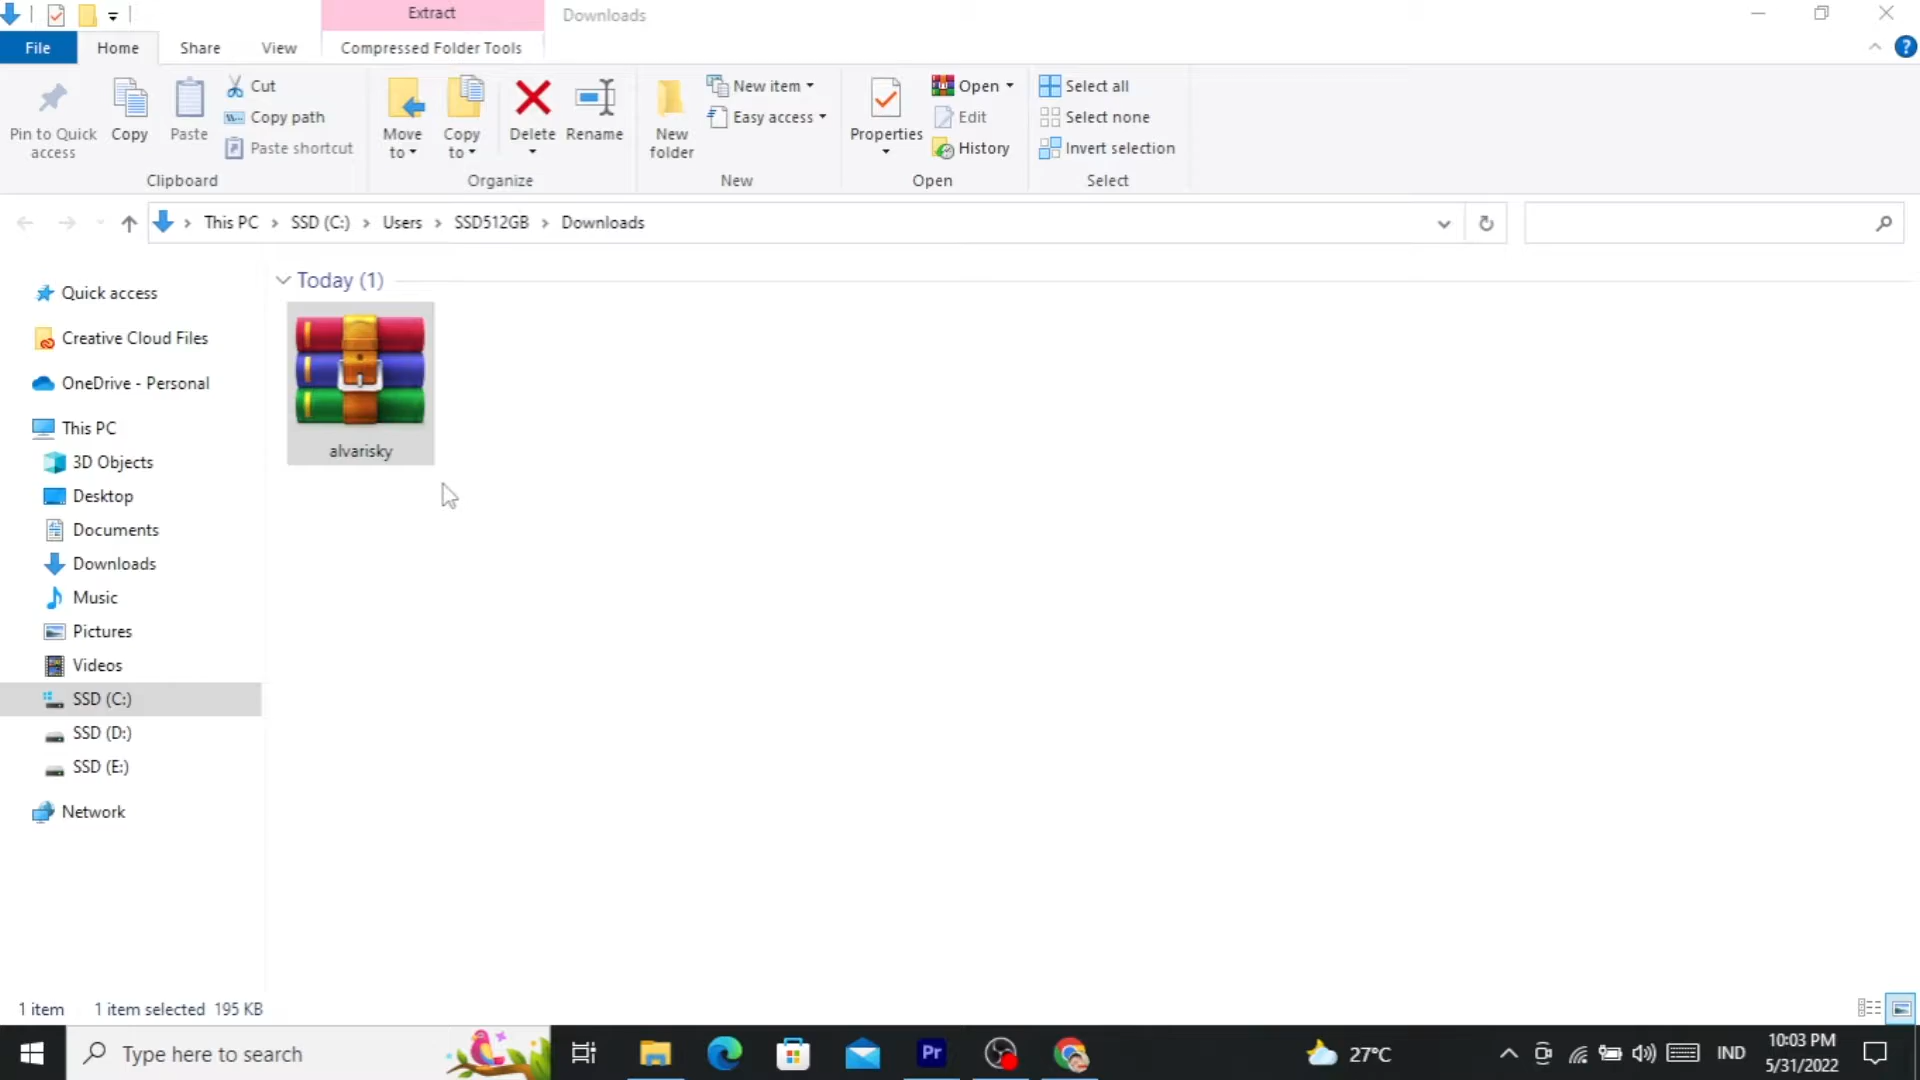 Extract
Downloads
File
Home
Share
View
Compressed Folder Tools
Pin to Quick access
Copy
Paste
Cut
Copy path
Paste shortcut
Clipboard
Move to
Copy to
Delete
Rename
Organize
New folder
New item
Easy access
New
Properties
Open
Edit
History
Open
Select all
Select none
Invert selection
Select
This PC
SSD (C:)
Users
SSD512GB
Downloads
Quick access
Creative Cloud Files
OneDrive - Personal
This PC
3D Objects
Desktop
Documents
Downloads
Music
Pictures
Videos
SSD (C:)
SSD (D:)
SSD (E:)
Network
Today (1)
alvarisky
1 item
1 item selected 195 KB
Type here to search
Pr
27°C
IND
10:03 PM
5/31/2022